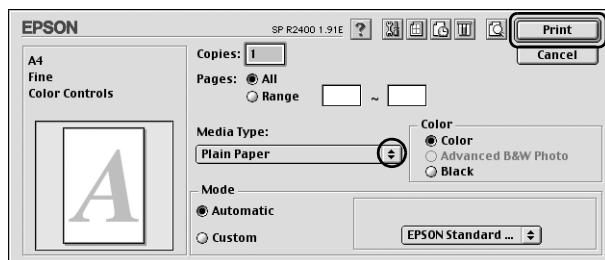 EPSON
SP R2400 1.91E
?
Print
Cancel
A4
Fine
Color Controls
A
Copies: 1
Pages: All
Range ~
Media Type:
Plain Paper
Color
Color
Advanced B&W Photo
Black
Mode
Automatic
Custom
EPSON Standard ...